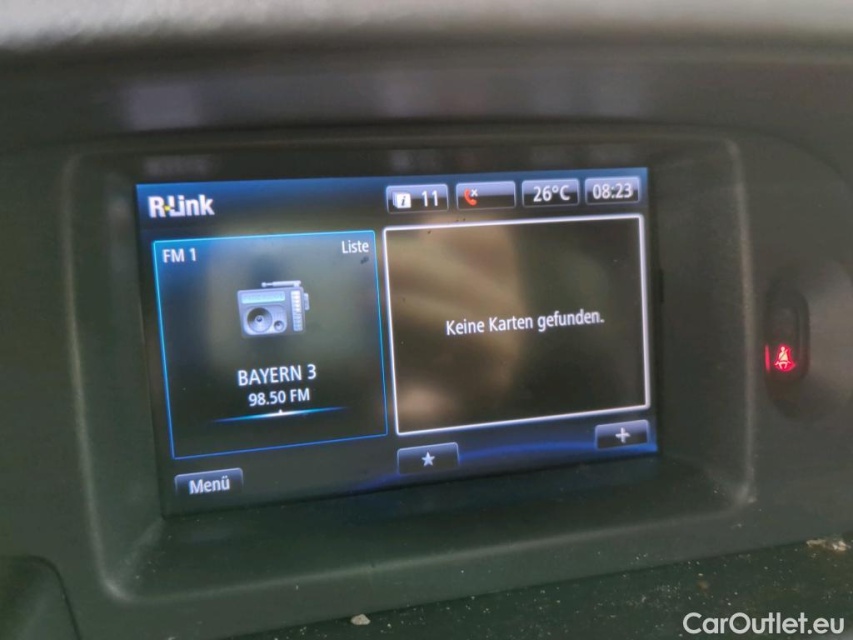 R-Link
i 11
26°C
08:23
FM 1
Liste
BAYERN 3
98.50 FM
Keine Karten gefunden.
Menü
CarOutlet.eu